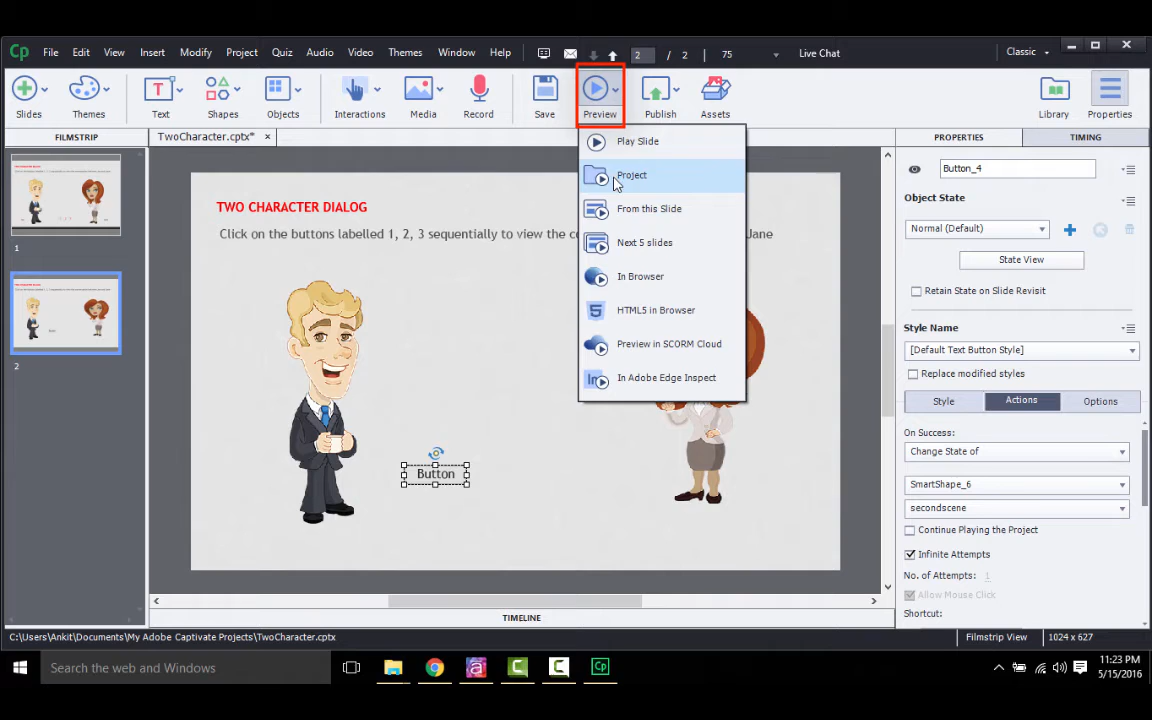 Cp File Edit View Insert Modify Project Quiz Audio Video Themes Window Help 2 / 2 75 Live Chat Classic
Slides Themes Text Shapes Objects Interactions Media Record Save Preview Publish Assets Library Properties
FILMSTRIP
TwoCharacter.cptx*
1
2
TWO CHARACTER DIALOG
Click on the buttons labelled 1, 2, 3 sequentially to view the co
Jane
Button
Play Slide
Project
From this Slide
Next 5 slides
In Browser
5 HTML5 in Browser
Preview in SCORM Cloud
In In Adobe Edge Inspect
TIMELINE
PROPERTIES TIMING
Button_4
Object State
Normal (Default)
State View
Retain State on Slide Revisit
Style Name
[Default Text Button Style]
Replace modified styles
Style Actions Options
On Success:
Change State of
SmartShape_6
secondscene
Continue Playing the Project
Infinite Attempts
No. of Attempts: 1
Allow Mouse Click
Shortcut:
C:\Users\Ankit\Documents\My Adobe Captivate Projects\TwoCharacter.cptx
Filmstrip View 1024 x 627
Search the web and Windows
Cp
11:23 PM
5/15/2016